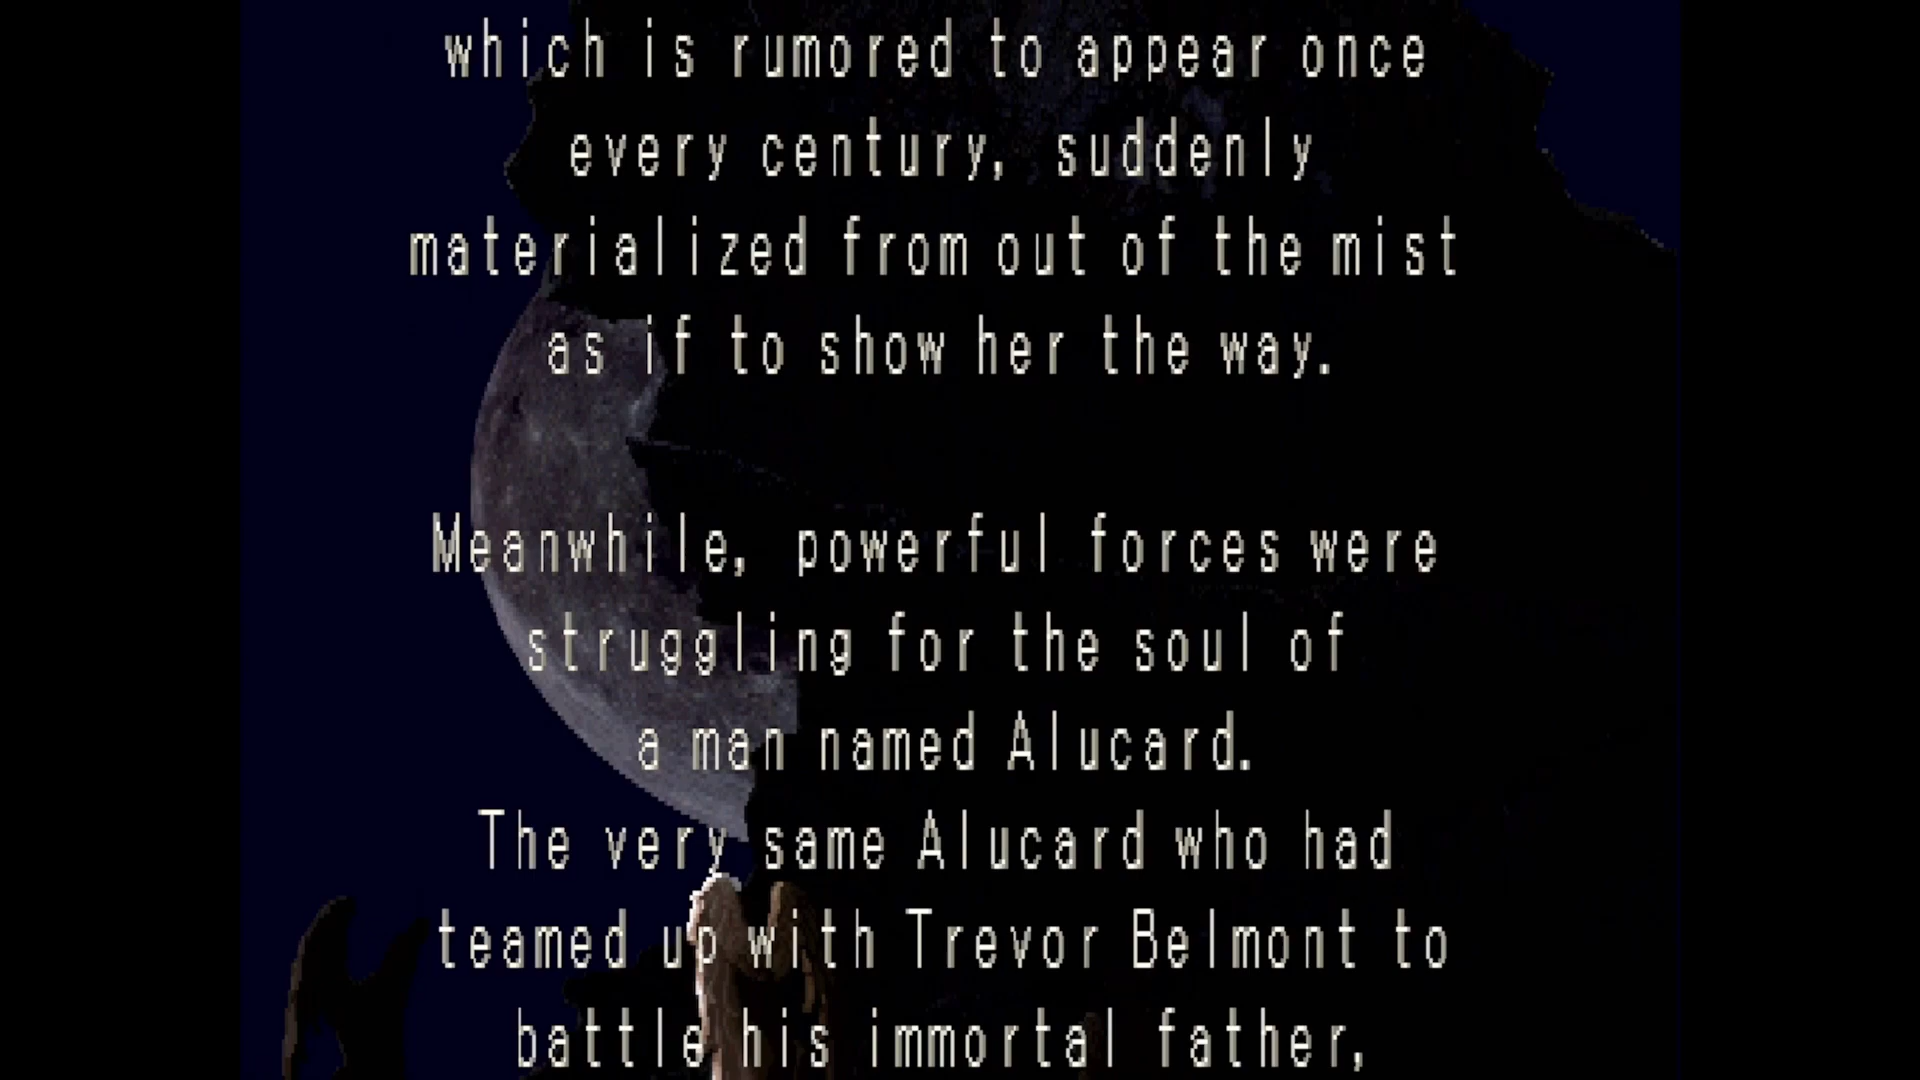 which is rumored to appear once
every century, suddenly
materialized from out of the mist
as if to show her the way.
Meanwhile, powerful forces were
struggling for the soul of
a man named Alucard.
The very same Alucard who had
teamed up with Trevor Belmont to
battle his immortal father,